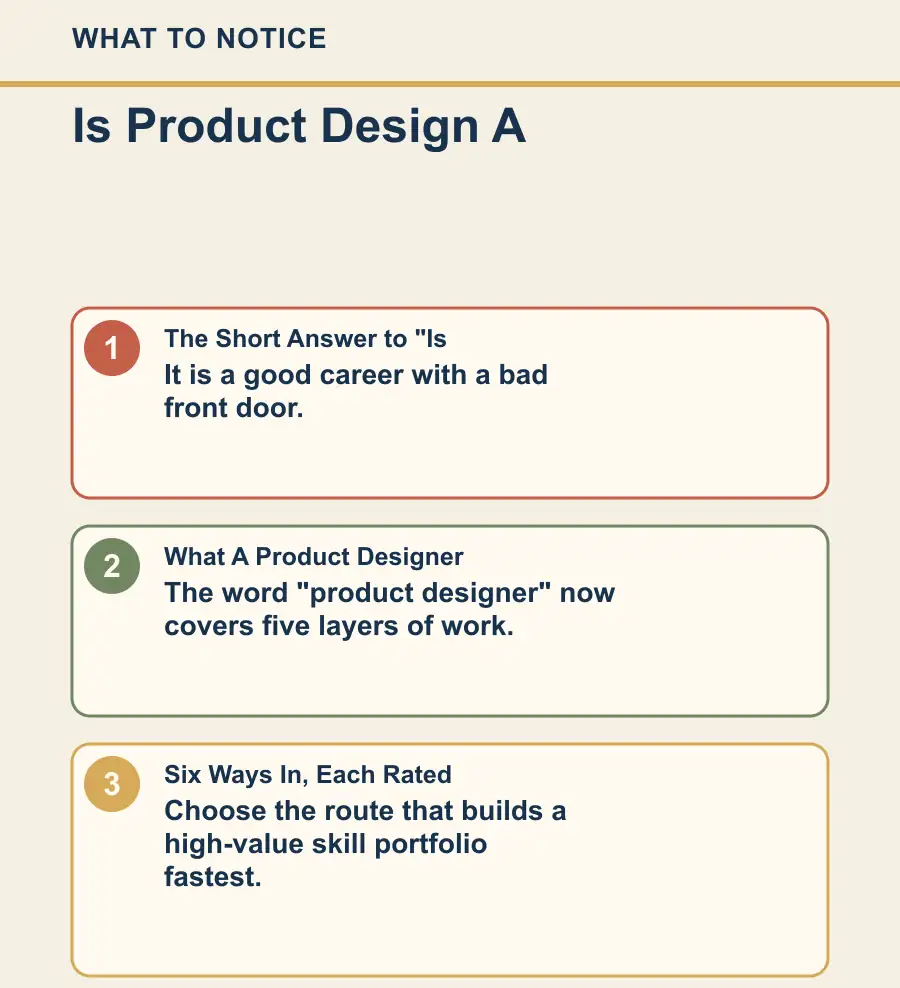 WHAT TO NOTICE
Is Product Design A
1
The Short Answer to "Is
It is a good career with a bad
front door.
2
What A Product Designer
The word "product designer" now
covers five layers of work.
3
Six Ways In, Each Rated
Choose the route that builds a
high-value skill portfolio
fastest.